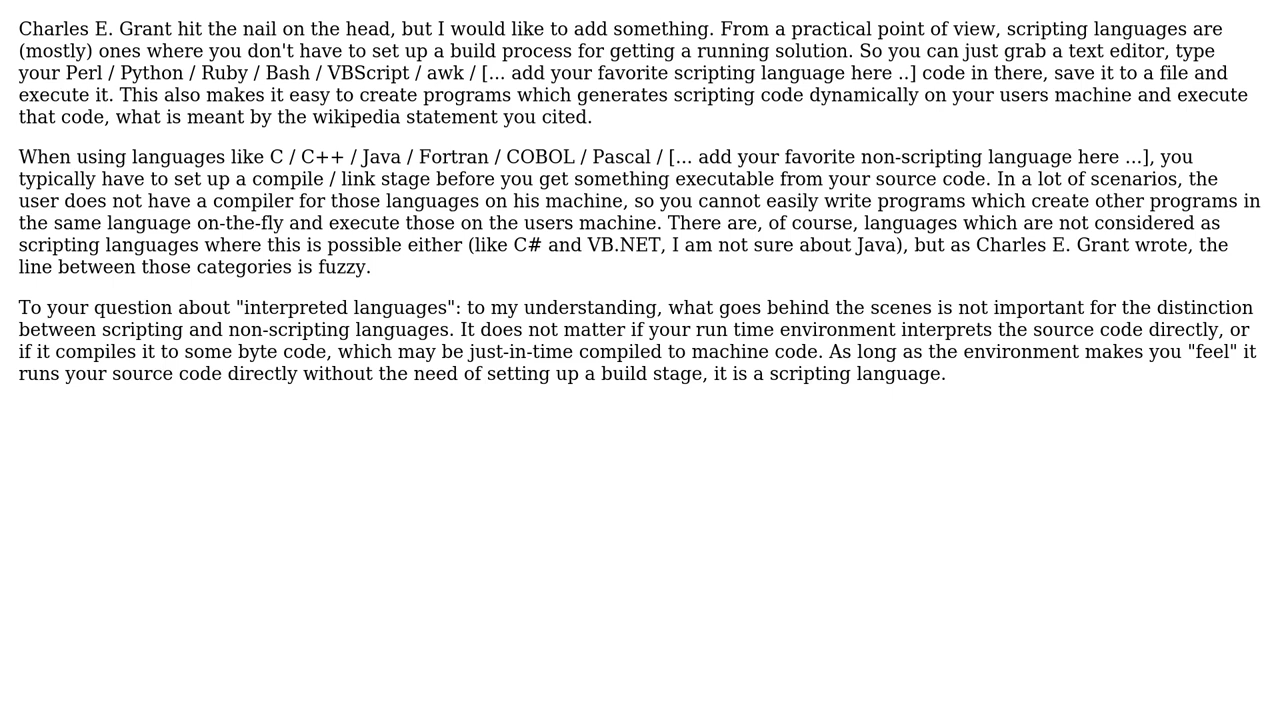 Charles E. Grant hit the nail on the head, but I would like to add something. From a practical point of view, scripting languages are
(mostly) ones where you don't have to set up a build process for getting a running solution. So you can just grab a text editor, type
your Perl / Python / Ruby / Bash / VBScript / awk / [... add your favorite scripting language here ..] code in there, save it to a file and
execute it. This also makes it easy to create programs which generates scripting code dynamically on your users machine and execute
that code, what is meant by the wikipedia statement you cited.
When using languages like C / C++ / Java / Fortran / COBOL / Pascal / [... add your favorite non-scripting language here ...], you
typically have to set up a compile / link stage before you get something executable from your source code. In a lot of scenarios, the
user does not have a compiler for those languages on his machine, so you cannot easily write programs which create other programs in
the same language on-the-fly and execute those on the users machine. There are, of course, languages which are not considered as
scripting languages where this is possible either (like C# and VB.NET, I am not sure about Java), but as Charles E. Grant wrote, the
line between those categories is fuzzy.
To your question about "interpreted languages": to my understanding, what goes behind the scenes is not important for the distinction
between scripting and non-scripting languages. It does not matter if your run time environment interprets the source code directly, or
if it compiles it to some byte code, which may be just-in-time compiled to machine code. As long as the environment makes you "feel" it
runs your source code directly without the need of setting up a build stage, it is a scripting language.